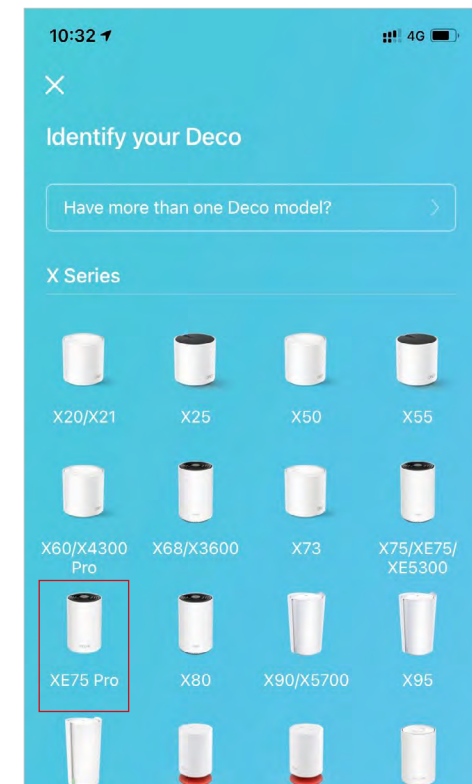 10:32
4G
Identify your Deco
Have more than one Deco model?
X Series
X20/X21 X25 X50 X55
X60/X4300 X68/X3600 X73 X75/XE75/
Pro XE5300
XE75 Pro X80 X90/X5700 X95